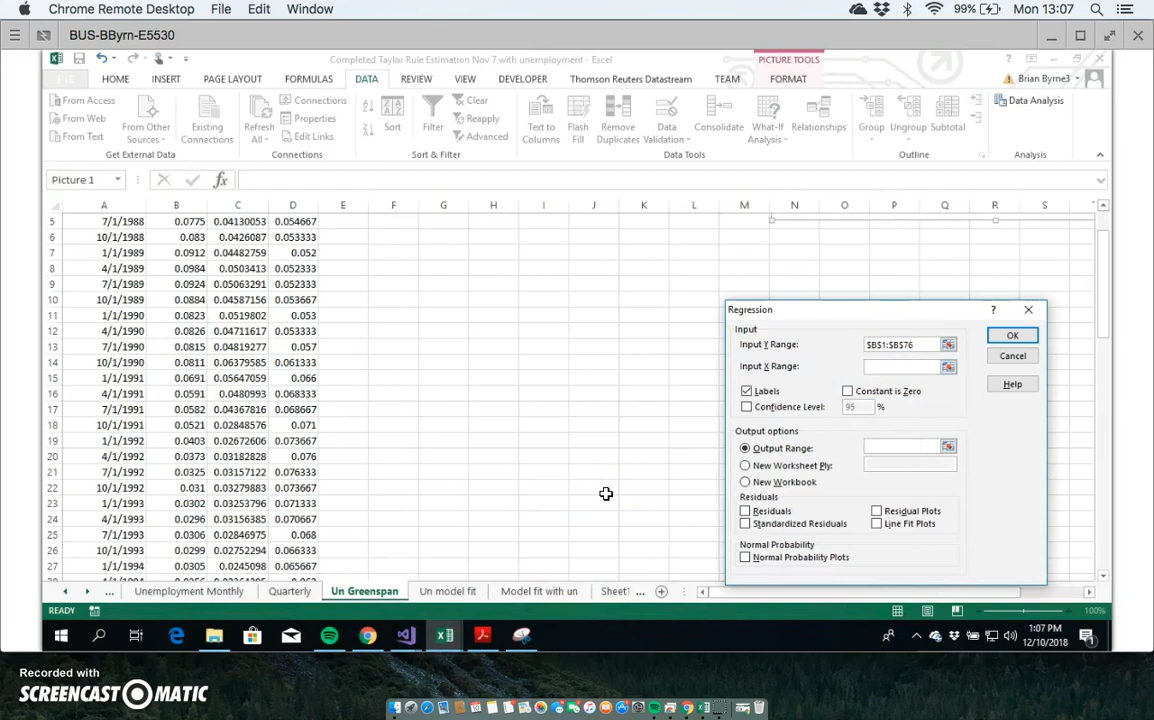 Chrome Remote Desktop File Edit Window 99% Mon 13:07
BUS-BByrn-E5530
Completed Taylor Rule Estimation Nov 7 with unemployment - Excel PICTURE TOOLS
HOME INSERT PAGE LAYOUT FORMULAS DATA REVIEW VIEW DEVELOPER Thomson Reuters Datastream TEAM FORMAT Brian Byrne3
From Access
From Web
From Text
From Other Sources
Existing Connections
Get External Data
Refresh All
Connections
Properties
Edit Links
Connections
Sort
Filter
Clear
Reapply
Advanced
Sort & Filter
Text to Columns
Flash Fill
Remove Duplicates
Data Validation
Consolidate
What-If Analysis
Relationships
Data Tools
Group
Ungroup
Subtotal
Outline
Data Analysis
Analysis
Picture 1 fx
A B C D E F G H I J K L M N O P Q R S
5 7/1/1988 0.0775 0.04130053 0.054667
6 10/1/1988 0.083 0.0426087 0.053333
7 1/1/1989 0.0912 0.04482759 0.052
8 4/1/1989 0.0984 0.0503413 0.052333
9 7/1/1989 0.0924 0.05063291 0.052333
10 10/1/1989 0.0884 0.04587156 0.053667
11 1/1/1990 0.0823 0.0519802 0.053
12 4/1/1990 0.0826 0.04711617 0.053333
13 7/1/1990 0.0815 0.04819277 0.057
14 10/1/1990 0.081 0.06379585 0.061333
15 1/1/1991 0.0691 0.05647059 0.066
16 4/1/1991 0.0591 0.0480993 0.068333
17 7/1/1991 0.0582 0.04367816 0.068667
18 10/1/1991 0.0521 0.02848576 0.071
19 1/1/1992 0.0403 0.02672606 0.073667
20 4/1/1992 0.0373 0.03182828 0.076
21 7/1/1992 0.0325 0.03157122 0.076333
22 10/1/1992 0.031 0.03279883 0.073667
23 1/1/1993 0.0302 0.03253796 0.071333
24 4/1/1993 0.0296 0.03156385 0.070667
25 7/1/1993 0.0306 0.02846975 0.068
26 10/1/1993 0.0299 0.02752294 0.066333
27 1/1/1994 0.0305 0.0245098 0.065667
Regression ?
Input
Input Y Range: $B$1:$B$76
Input X Range:
Labels Constant is Zero
Confidence Level: 95 %
OK
Cancel
Help
Output options
Output Range:
New Worksheet Ply:
New Workbook
Residuals
Residuals Residual Plots
Standardized Residuals Line Fit Plots
Normal Probability
Normal Probability Plots
... Unemployment Monthly Quarterly Un Greenspan Un model fit Model fit with un Sheet1 ...
READY 100%
1:07 PM
12/10/2018
Recorded with
SCREENCAST-O-MATIC